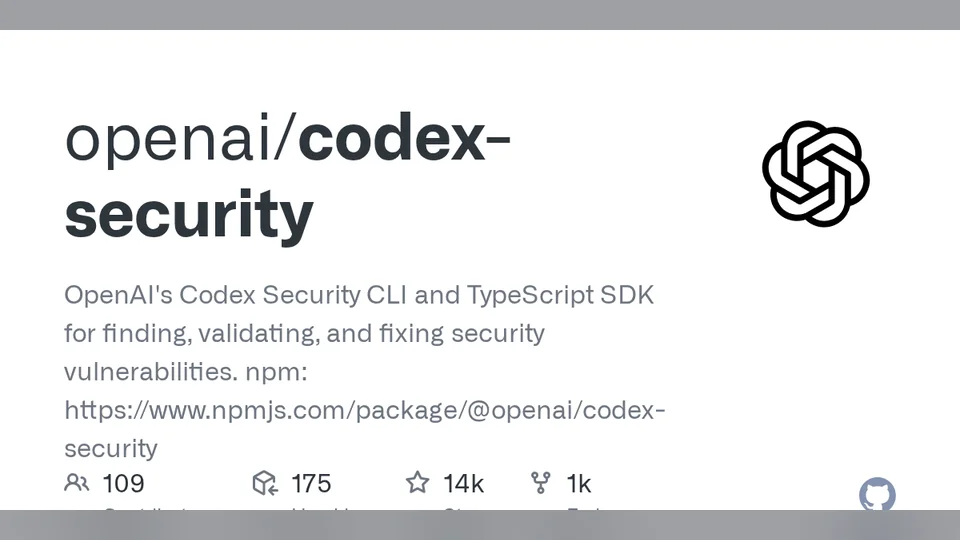 openai/codex-
security
OpenAI's Codex Security CLI and TypeScript SDK
for finding, validating, and fixing security
vulnerabilities. npm:
https://www.npmjs.com/package/@openai/codex-
security
109 175 14k 1k